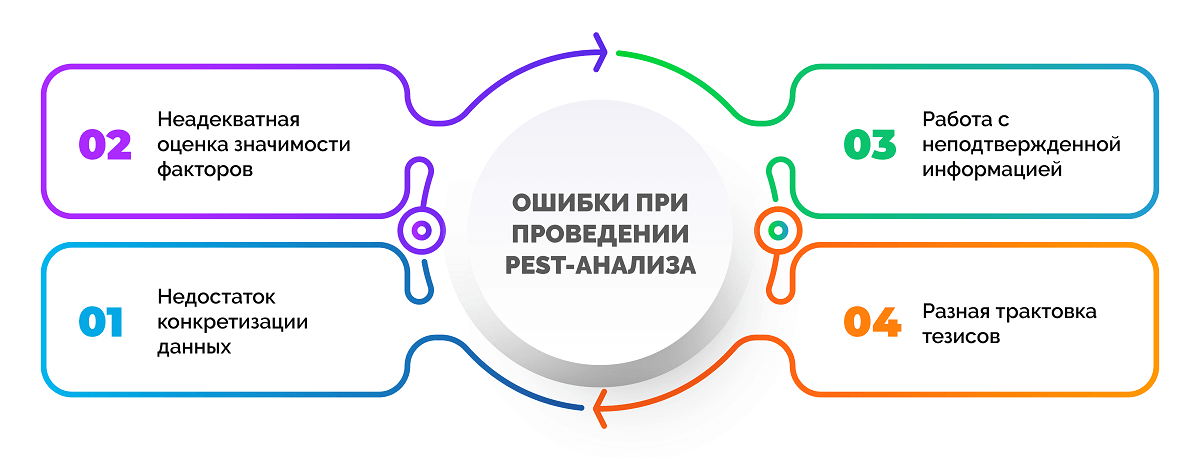 ОШИБКИ ПРИ
ПРОВЕДЕНИИ
PEST-АНАЛИЗА
01
Недостаток
конкретизации
данных
02
Неадекватная
оценка значимости
факторов
03
Работа с
неподтвержденной
информацией
04
Разная трактовка
тезисов